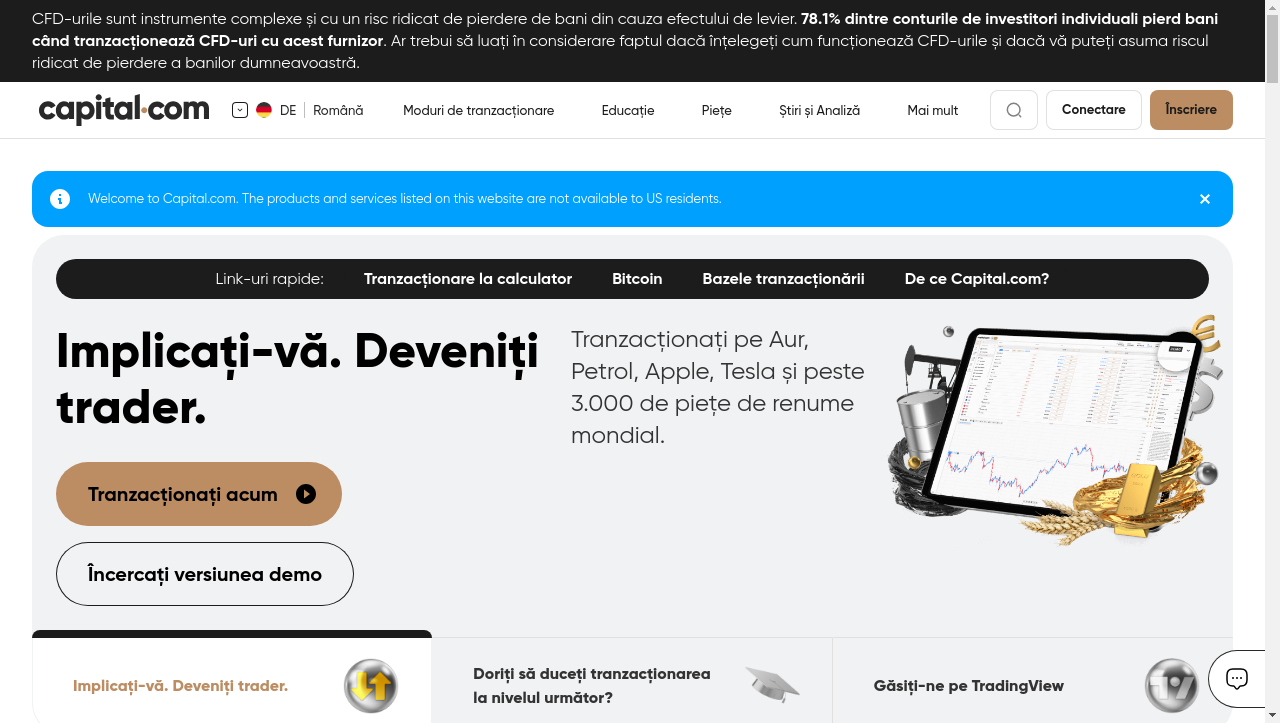 CFD-urile sunt instrumente complexe și cu un risc ridicat de pierdere de bani din cauza efectului de levier. 78.1% dintre conturile de investitori individuali pierd bani
când tranzacționează CFD-uri cu acest furnizor. Ar trebui să luați în considerare faptul dacă înțelegeți cum funcționează CFD-urile și dacă vă puteți asuma riscul
ridicat de pierdere a banilor dumneavoastră.
capital.com DE Română Moduri de tranzacționare Educație Piețe Știri și Analiză Mai mult Conectare Înscriere
Welcome to Capital.com. The products and services listed on this website are not available to US residents.
Link-uri rapide: Tranzacționare la calculator Bitcoin Bazele tranzacționării De ce Capital.com?
Implicați-vă. Deveniți
trader.
Tranzacționați pe Aur,
Petrol, Apple, Tesla și peste
3.000 de piețe de renume
mondial.
Tranzacționați acum
Încercați versiunea demo
Implicați-vă. Deveniți trader.
Doriți să duceți tranzacționarea
la nivelul următor?
Găsiți-ne pe TradingView